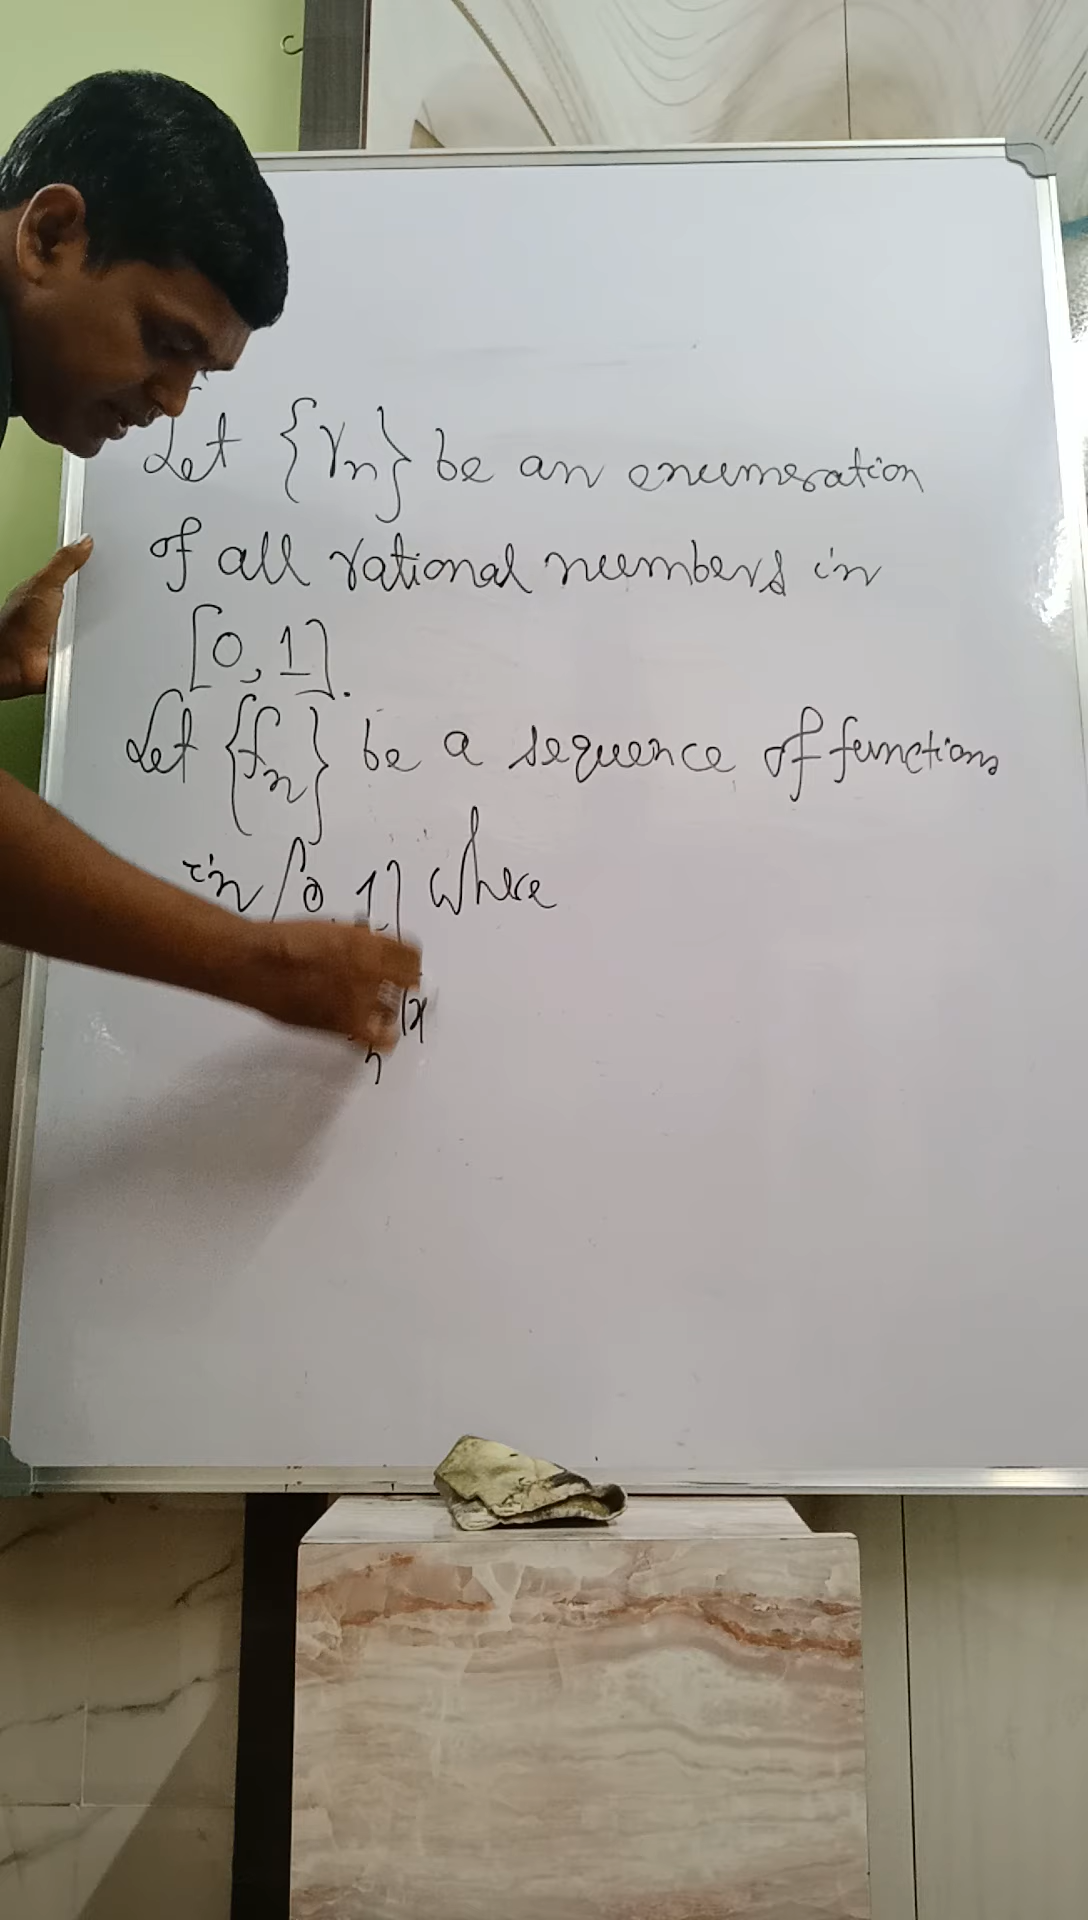 Let {rn} be an enumeration
of all rational numbers in
[0, 1].
Let {fn} be a sequence of functions
in [0, 1] where
n (x